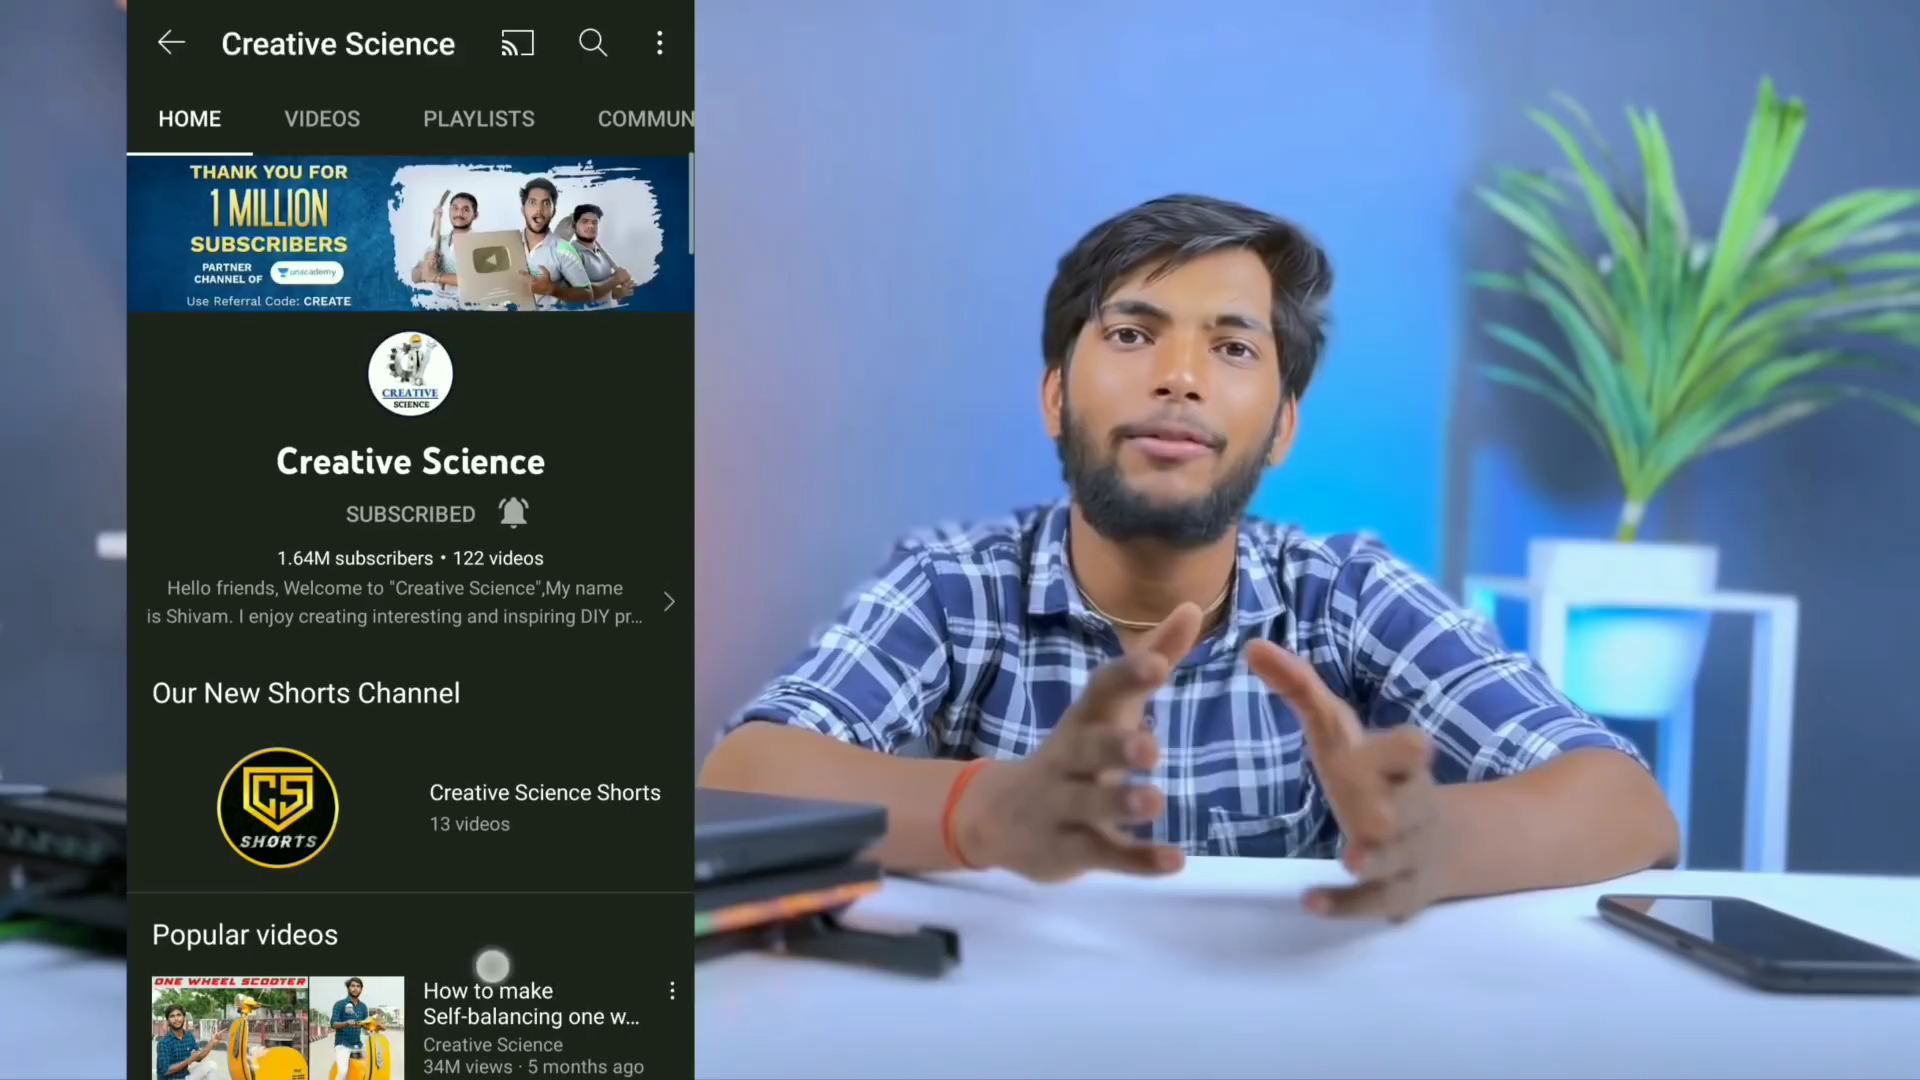 Creative Science
HOME VIDEOS PLAYLISTS COMMUN
THANK YOU FOR
1 MILLION
SUBSCRIBERS
PARTNER
CHANNEL OF unacademy
Use Referral Code: CREATE
CREATIVE
SCIENCE
Creative Science
SUBSCRIBED
1.64M subscribers • 122 videos
Hello friends, Welcome to "Creative Science",My name
is Shivam. I enjoy creating interesting and inspiring DIY pr...
Our New Shorts Channel
CS
SHORTS
Creative Science Shorts
13 videos
Popular videos
ONE WHEEL SCOOTER
How to make
Self-balancing one w...
Creative Science
34M views · 5 months ago